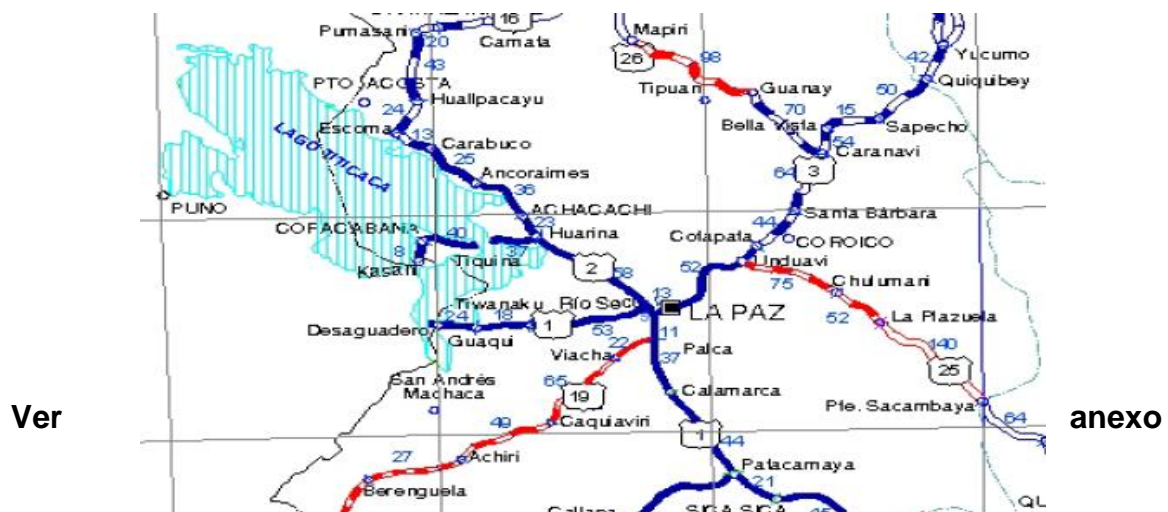 16
Pumasani
20
Camata
Mapiri
26
98
Yucumo
42
Quiquibey
43
PTO ACOSTA
Tipuani
Guanay
50
Huallpacayu
70
15
24
Escoma
Bella Vista
Sapecho
13
Carabuco
54
Caranavi
LAGO TITICACA
25
Ancoraimes
64
3
36
PUNO
ACHACACHI
Santa Bárbara
COPACABANA
40
23
Huarina
44
Cotapata
COROICO
8
37
Kasani
Tiquina
2
58
52
Unduavi
75
Chulumani
Tiwanaku
Río Seco
13
LA PAZ
52
La Plazuela
Desaguadero
24
18
1
53
11
Guaqui
Viacha
22
Palca
140
37
25
San Andrés
Machaca
65
19
Calamarca
Ver
Pte. Sacambaya
anexo
49
Caquiaviri
1
64
44
27
Achiri
Patacamaya
Berenguela
21
SICA SICA